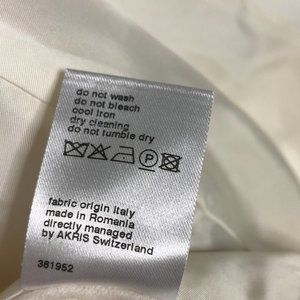 do not wash
do not bleach
cool iron
dry cleaning
do not tumble dry
P
fabric origin Italy
made in Romania
directly managed
by AKRIS Switzerland
361952